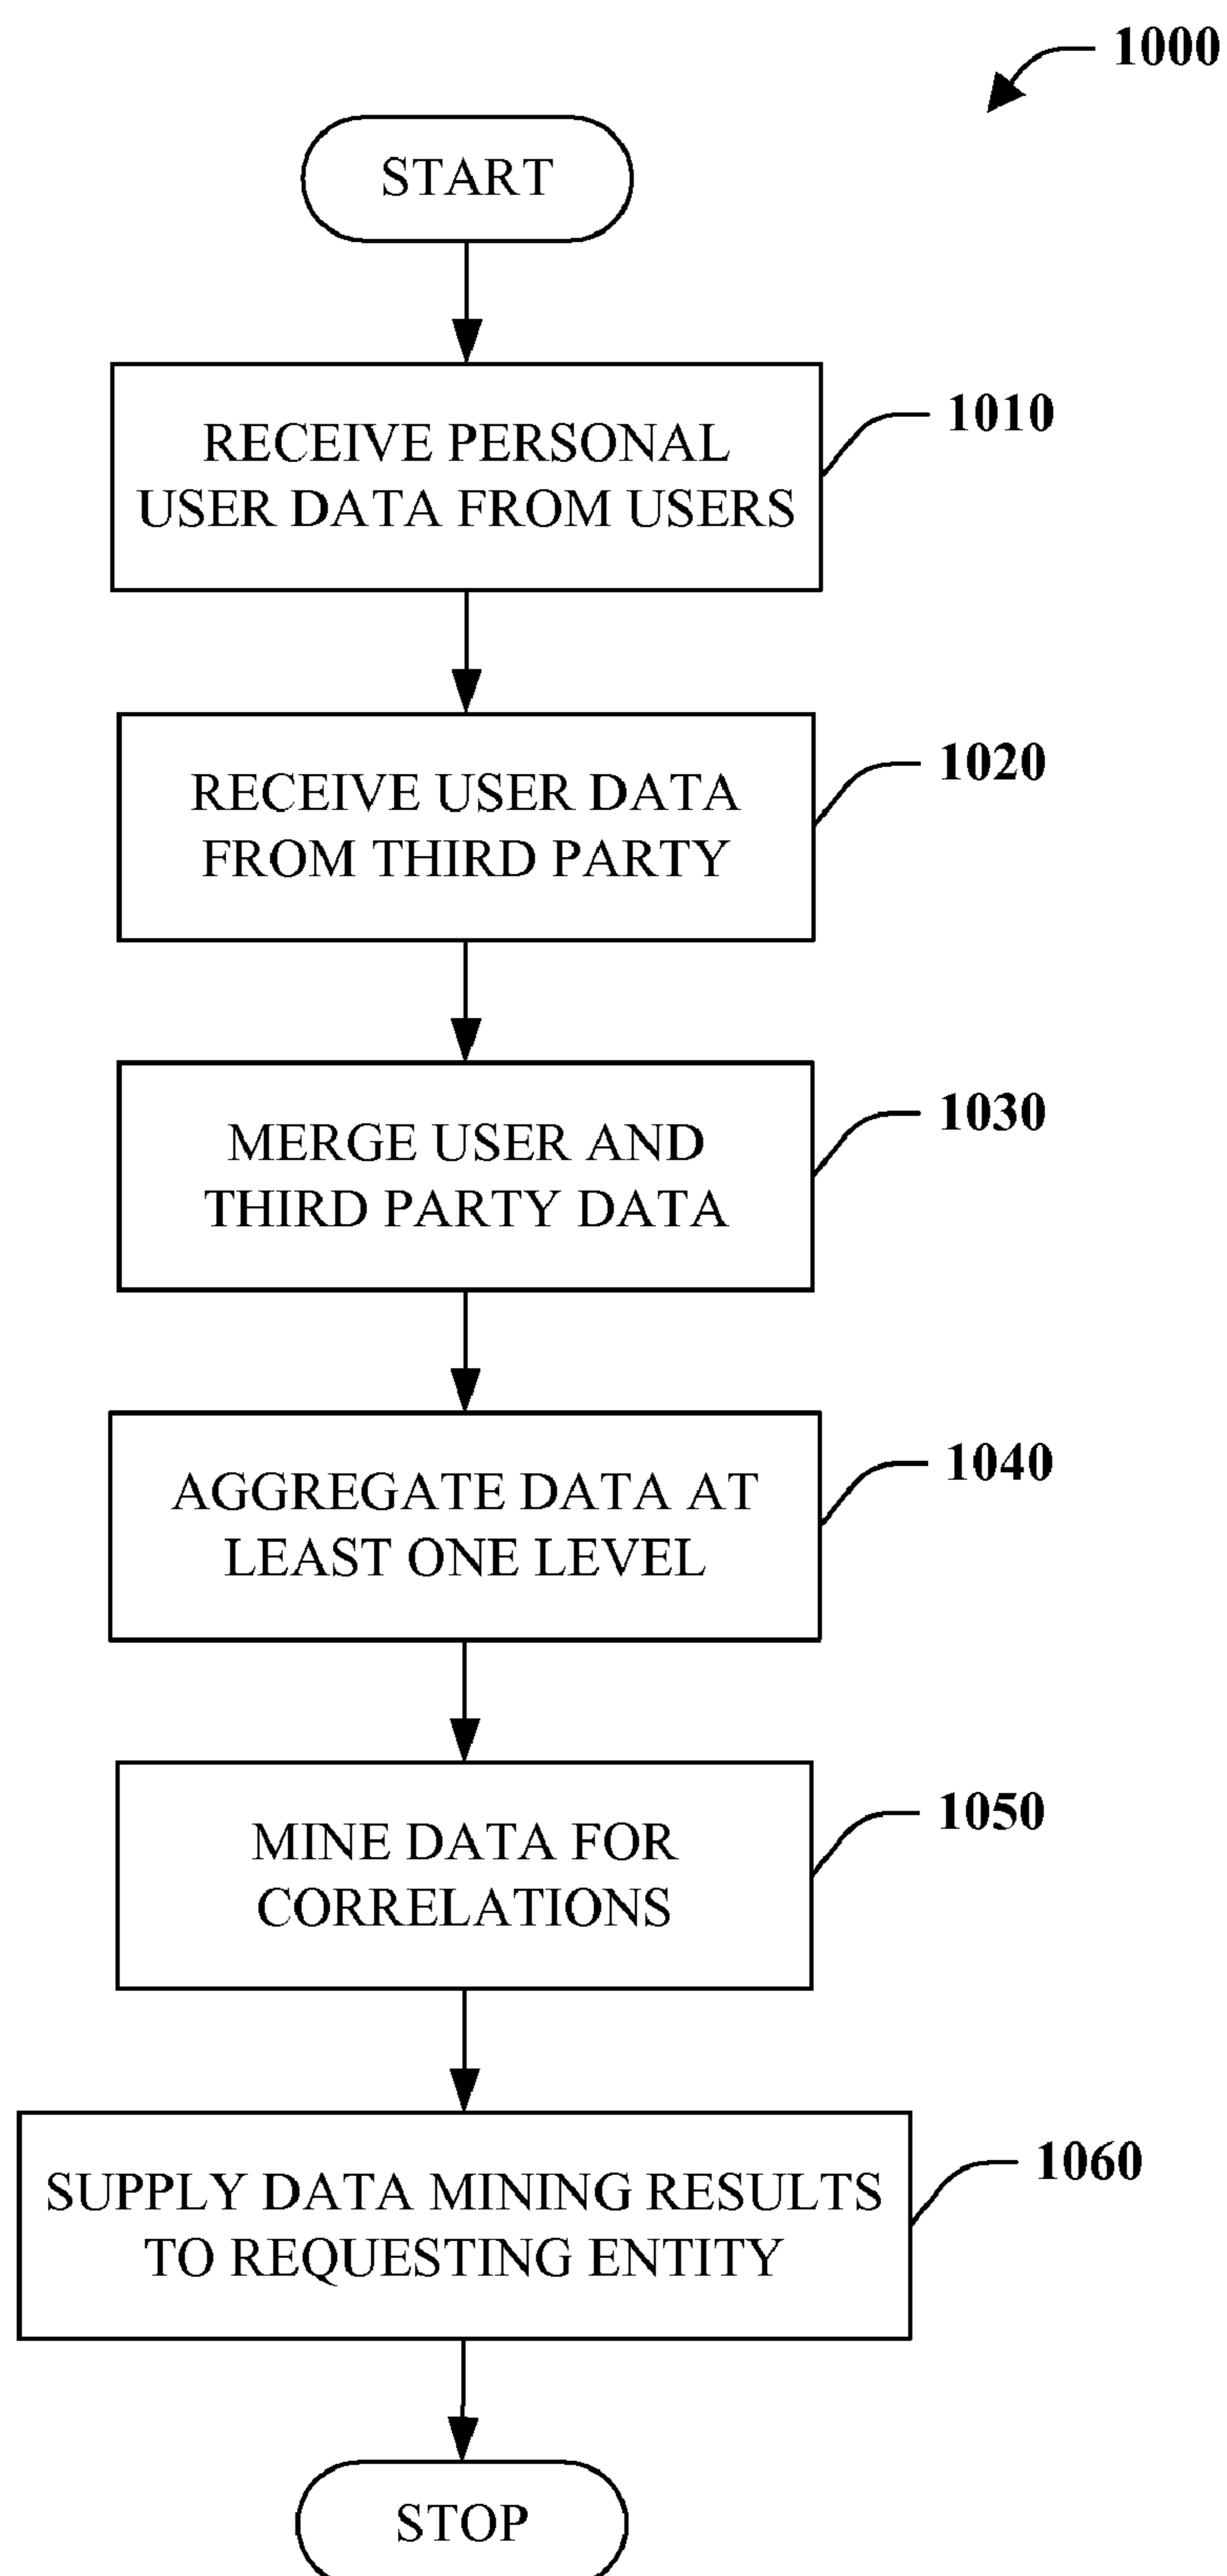 1000
START
RECEIVE PERSONAL
USER DATA FROM USERS
1010
RECEIVE USER DATA
FROM THIRD PARTY
1020
MERGE USER AND
THIRD PARTY DATA
1030
AGGREGATE DATA AT
LEAST ONE LEVEL
1040
MINE DATA FOR
CORRELATIONS
1050
SUPPLY DATA MINING RESULTS
TO REQUESTING ENTITY
1060
STOP